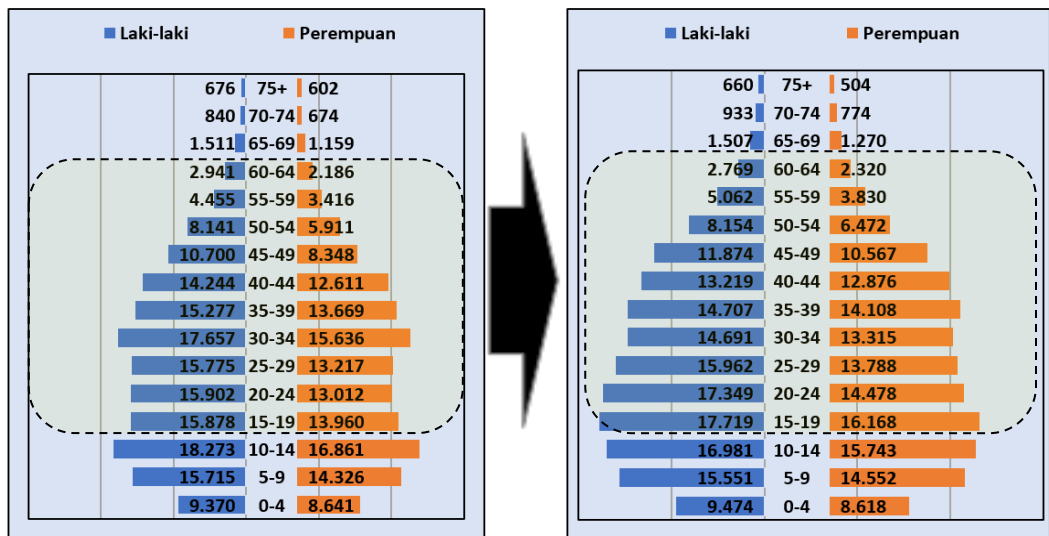 Laki-laki Perempuan
676 75+ 602
840 70-74 674
1.511 65-69 1.159
2.941 60-64 2.186
4.455 55-59 3.416
8.141 50-54 5.911
10.700 45-49 8.348
14.244 40-44 12.611
15.277 35-39 13.669
17.657 30-34 15.636
15.775 25-29 13.217
15.902 20-24 13.012
15.878 15-19 13.960
18.273 10-14 16.861
15.715 5-9 14.326
9.370 0-4 8.641
Laki-laki Perempuan
660 75+ 504
933 70-74 774
1.507 65-69 1.270
2.769 60-64 2.320
5.062 55-59 3.830
8.154 50-54 6.472
11.874 45-49 10.567
13.219 40-44 12.876
14.707 35-39 14.108
14.691 30-34 13.315
15.962 25-29 13.788
17.349 20-24 14.478
17.719 15-19 16.168
16.981 10-14 15.743
15.551 5-9 14.552
9.474 0-4 8.618